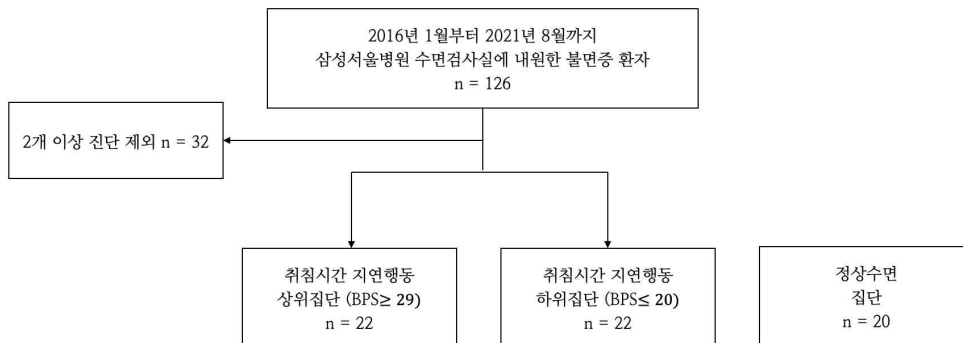 2016년 1월부터 2021년 8월까지
삼성서울병원 수면검사실에 내원한 불면증 환자
n = 126
2개 이상 진단 제외 n = 32
취침시간 지연행동
상위집단 (BPS≥ 29)
n = 22
취침시간 지연행동
하위집단 (BPS≤ 20)
n = 22
정상수면
집단
n = 20